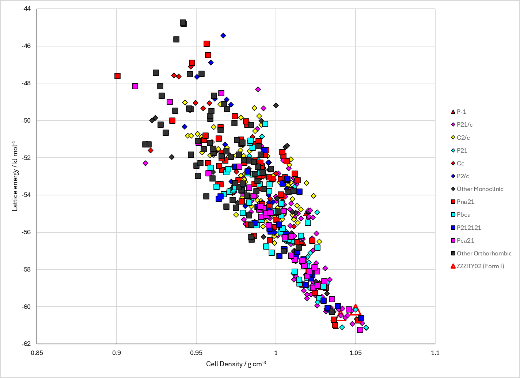 44
-46
-48
-50
-52
-54
-56
-58
-60
-62
Lattice energy / kJ mol⁻¹
0.85
0.9
0.95
1
1.05
1.1
Cell Density / g cm⁻³
P-1
P21/c
C2/c
P21
Cc
P2/c
Other Monoclinic
Pna21
Pbca
P212121
Pca21
Other Orthorhombic
(Form I)